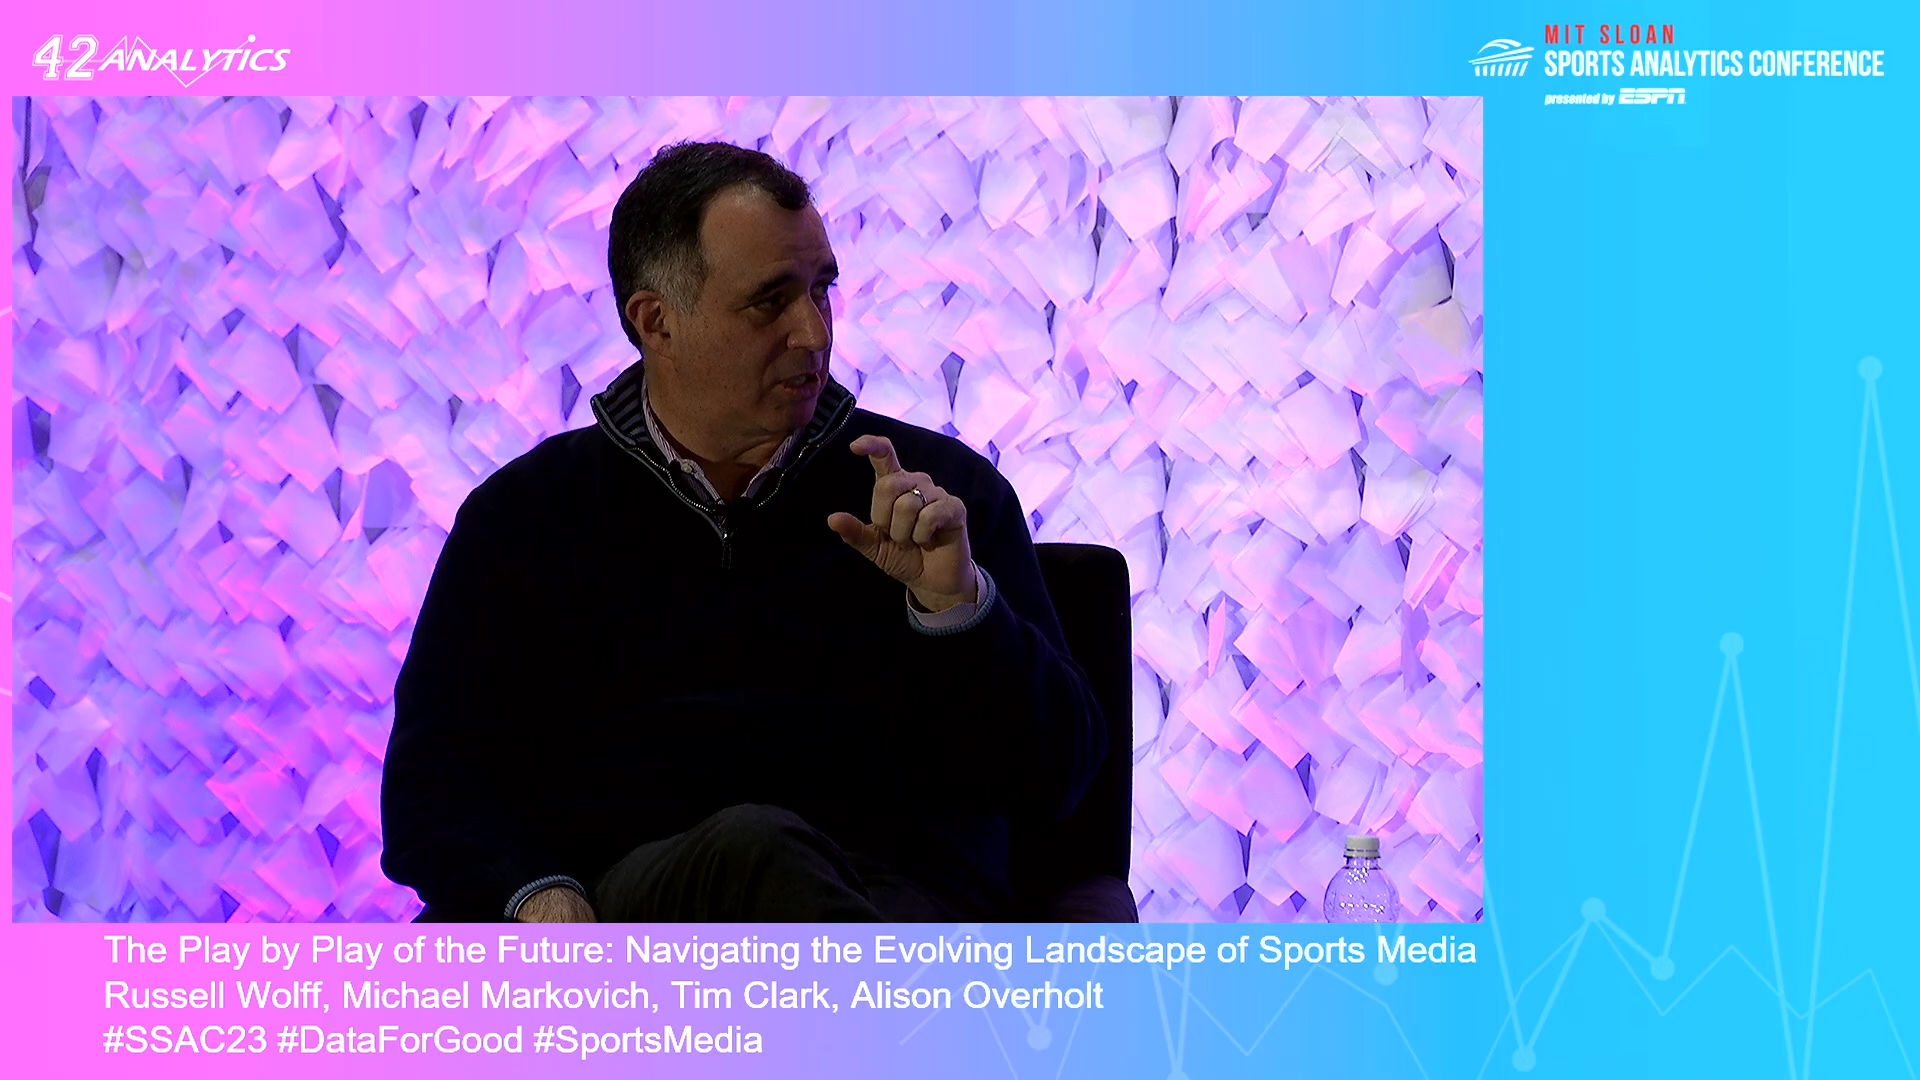 42 ANALYTICS
MIT SLOAN
SPORTS ANALYTICS CONFERENCE
presented by ESPN
The Play by Play of the Future: Navigating the Evolving Landscape of Sports Media
Russell Wolff, Michael Markovich, Tim Clark, Alison Overholt
#SSAC23 #DataForGood #SportsMedia